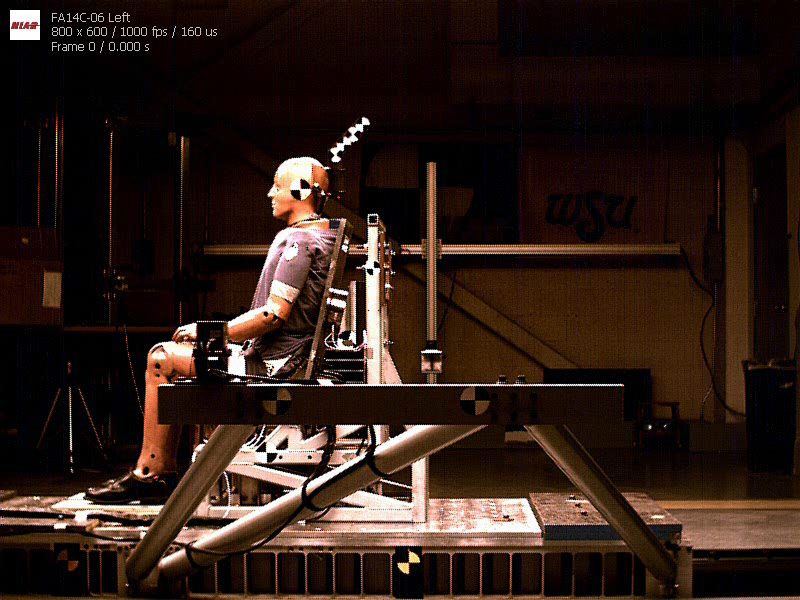 NIAR
FA14C-06 Left
800 x 600 / 1000 fps / 160 us
Frame 0 / 0.000 s
WSU